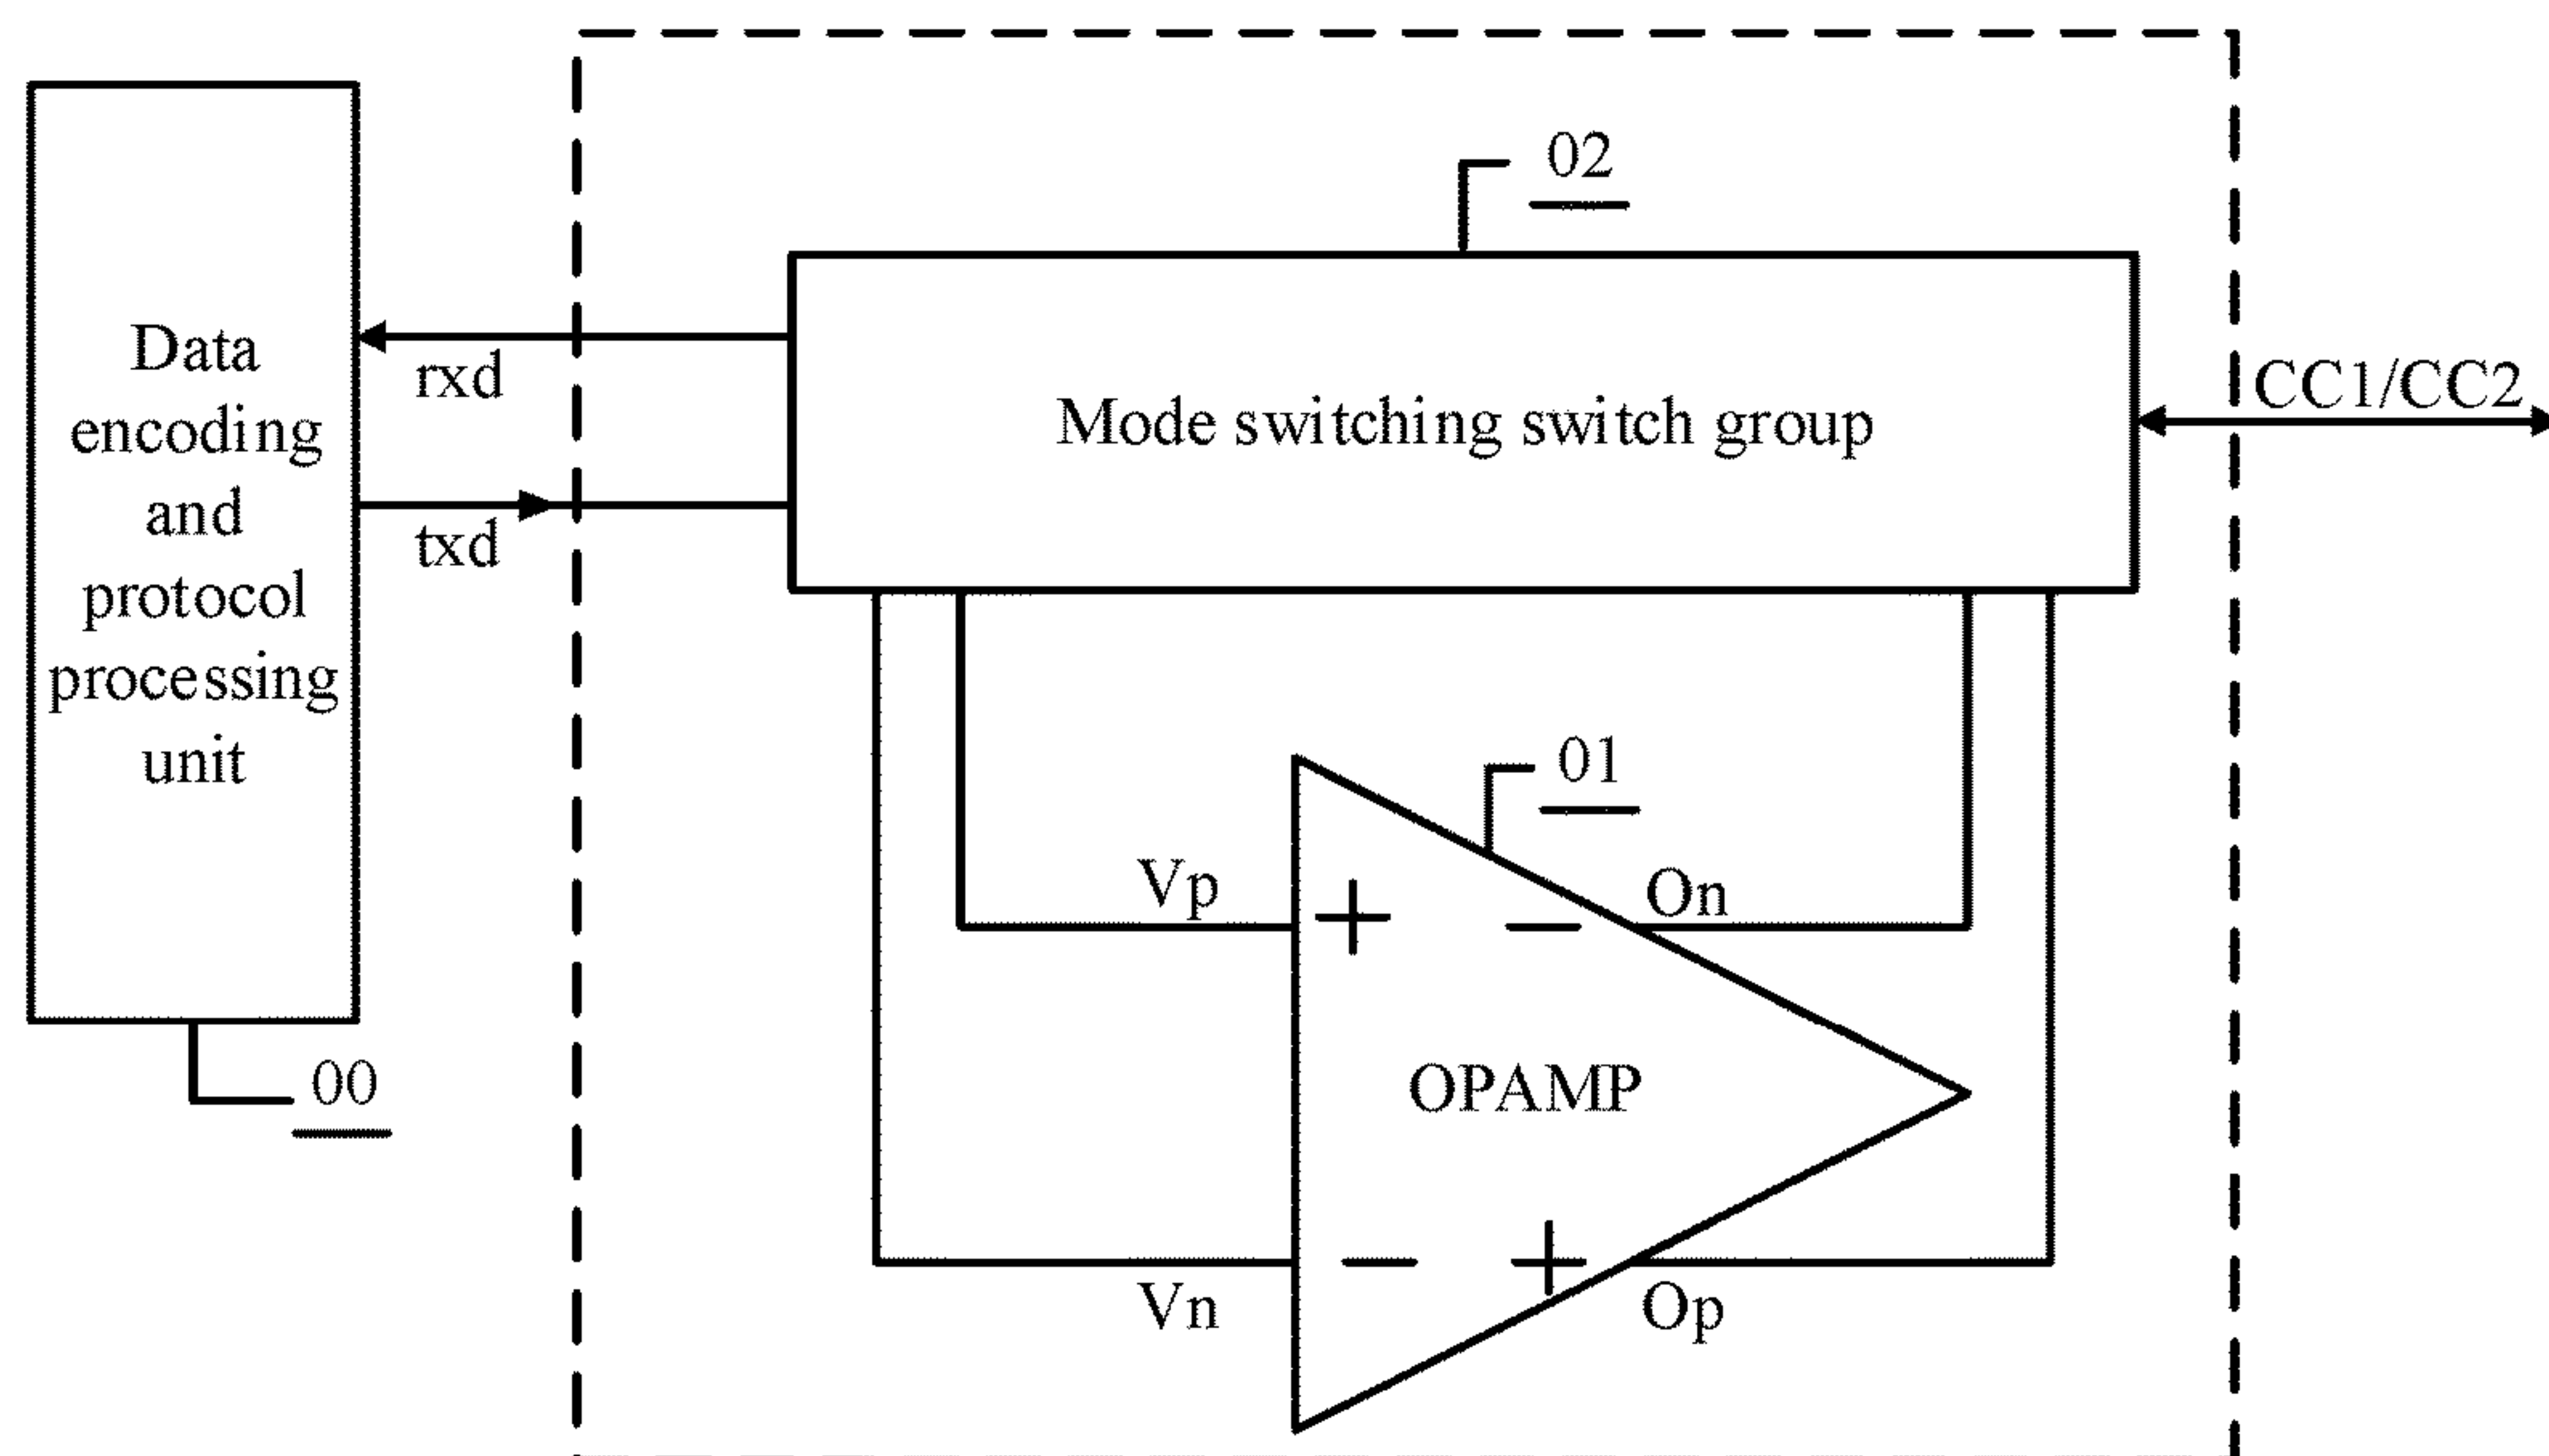 02
Data
encoding
and
protocol
processing
unit
rxd
txd
Mode switching switch group
CC1/CC2
01
Vp
+
−
On
OPAMP
Vn
−
+
Op
00